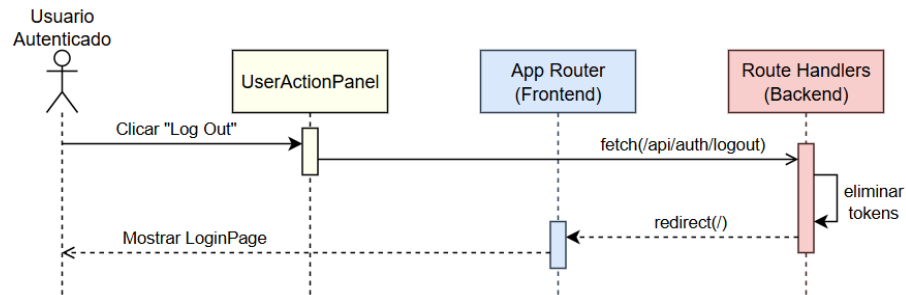 Usuario
Autenticado
UserActionPanel
App Router
(Frontend)
Route Handlers
(Backend)
Clicar "Log Out"
fetch(/api/auth/logout)
eliminar
tokens
redirect(/)
Mostrar LoginPage